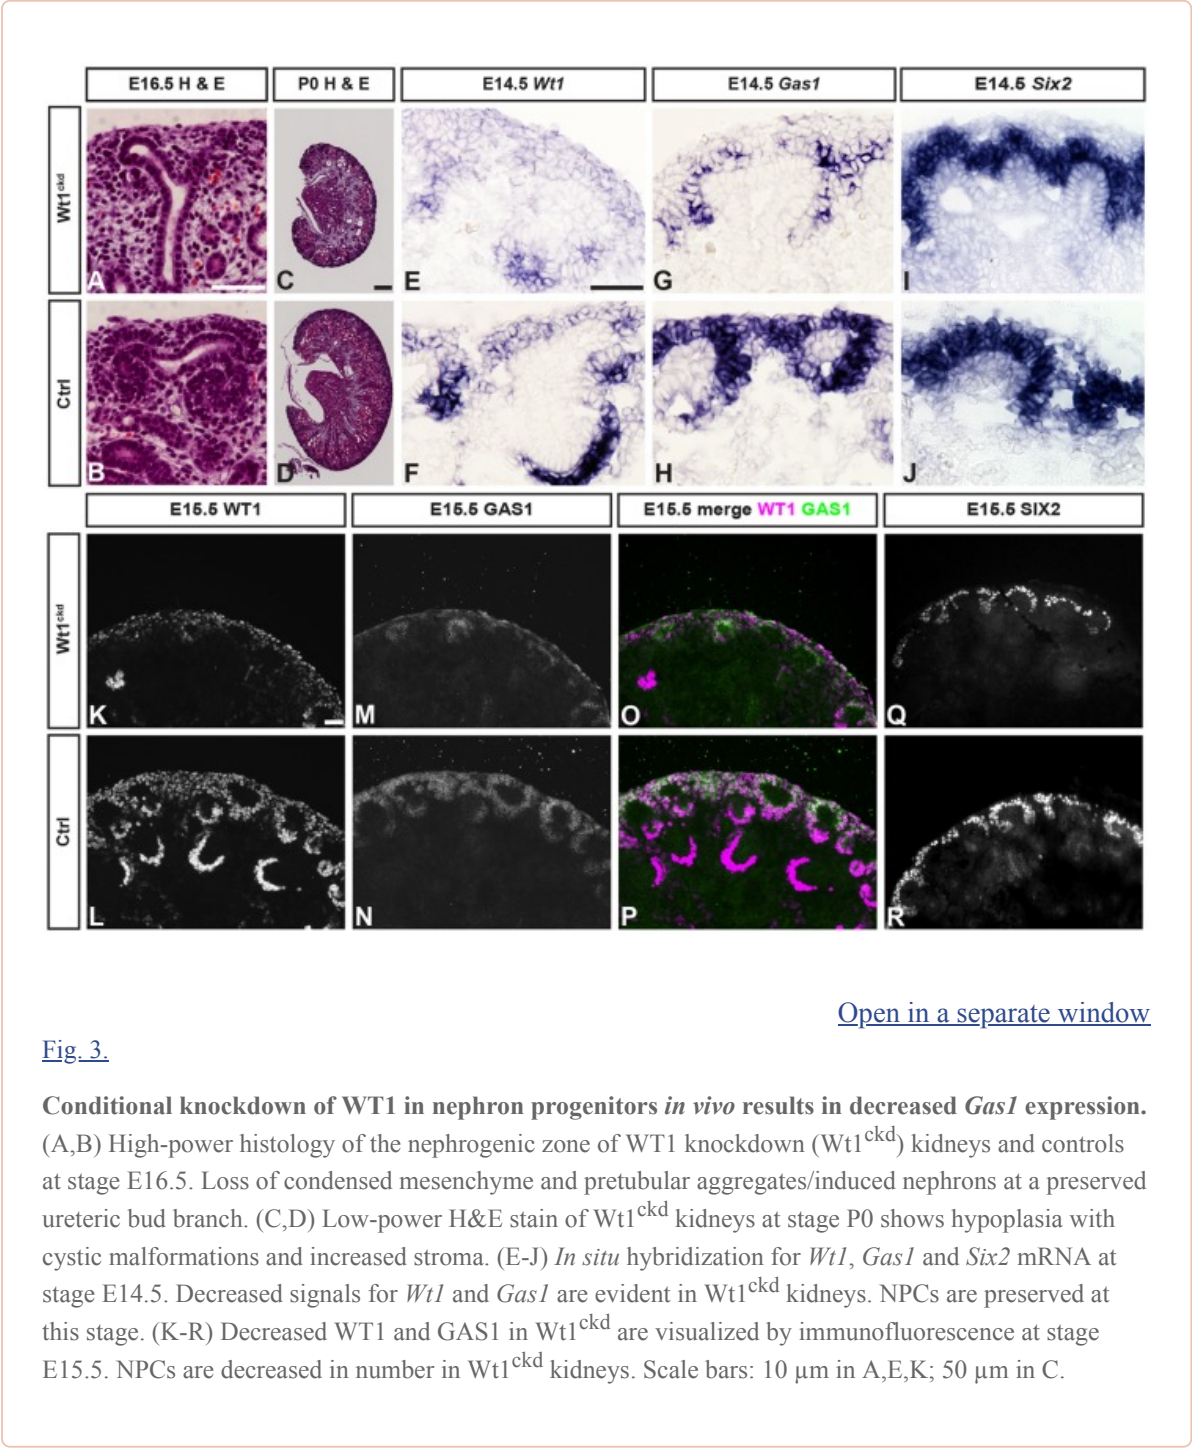 E16.5 H & E
P0 H & E
E14.5 Wt1
E14.5 Gas1
E14.5 Six2
Wt1ckd
A
C
E
G
I
Ctrl
B
D
F
H
J
E15.5 WT1
E15.5 GAS1
E15.5 merge WT1 GAS1
E15.5 SIX2
Wt1ckd
K
M
O
Q
Ctrl
L
N
P
R
Open in a separate window
Fig. 3.
Conditional knockdown of WT1 in nephron progenitors in vivo results in decreased Gas1 expression.
(A,B) High-power histology of the nephrogenic zone of WT1 knockdown (Wt1ckd) kidneys and controls
at stage E16.5. Loss of condensed mesenchyme and pretubular aggregates/induced nephrons at a preserved
ureteric bud branch. (C,D) Low-power H&E stain of Wt1ckd kidneys at stage P0 shows hypoplasia with
cystic malformations and increased stroma. (E-J) In situ hybridization for Wt1, Gas1 and Six2 mRNA at
stage E14.5. Decreased signals for Wt1 and Gas1 are evident in Wt1ckd kidneys. NPCs are preserved at
this stage. (K-R) Decreased WT1 and GAS1 in Wt1ckd are visualized by immunofluorescence at stage
E15.5. NPCs are decreased in number in Wt1ckd kidneys. Scale bars: 10 μm in A,E,K; 50 μm in C.